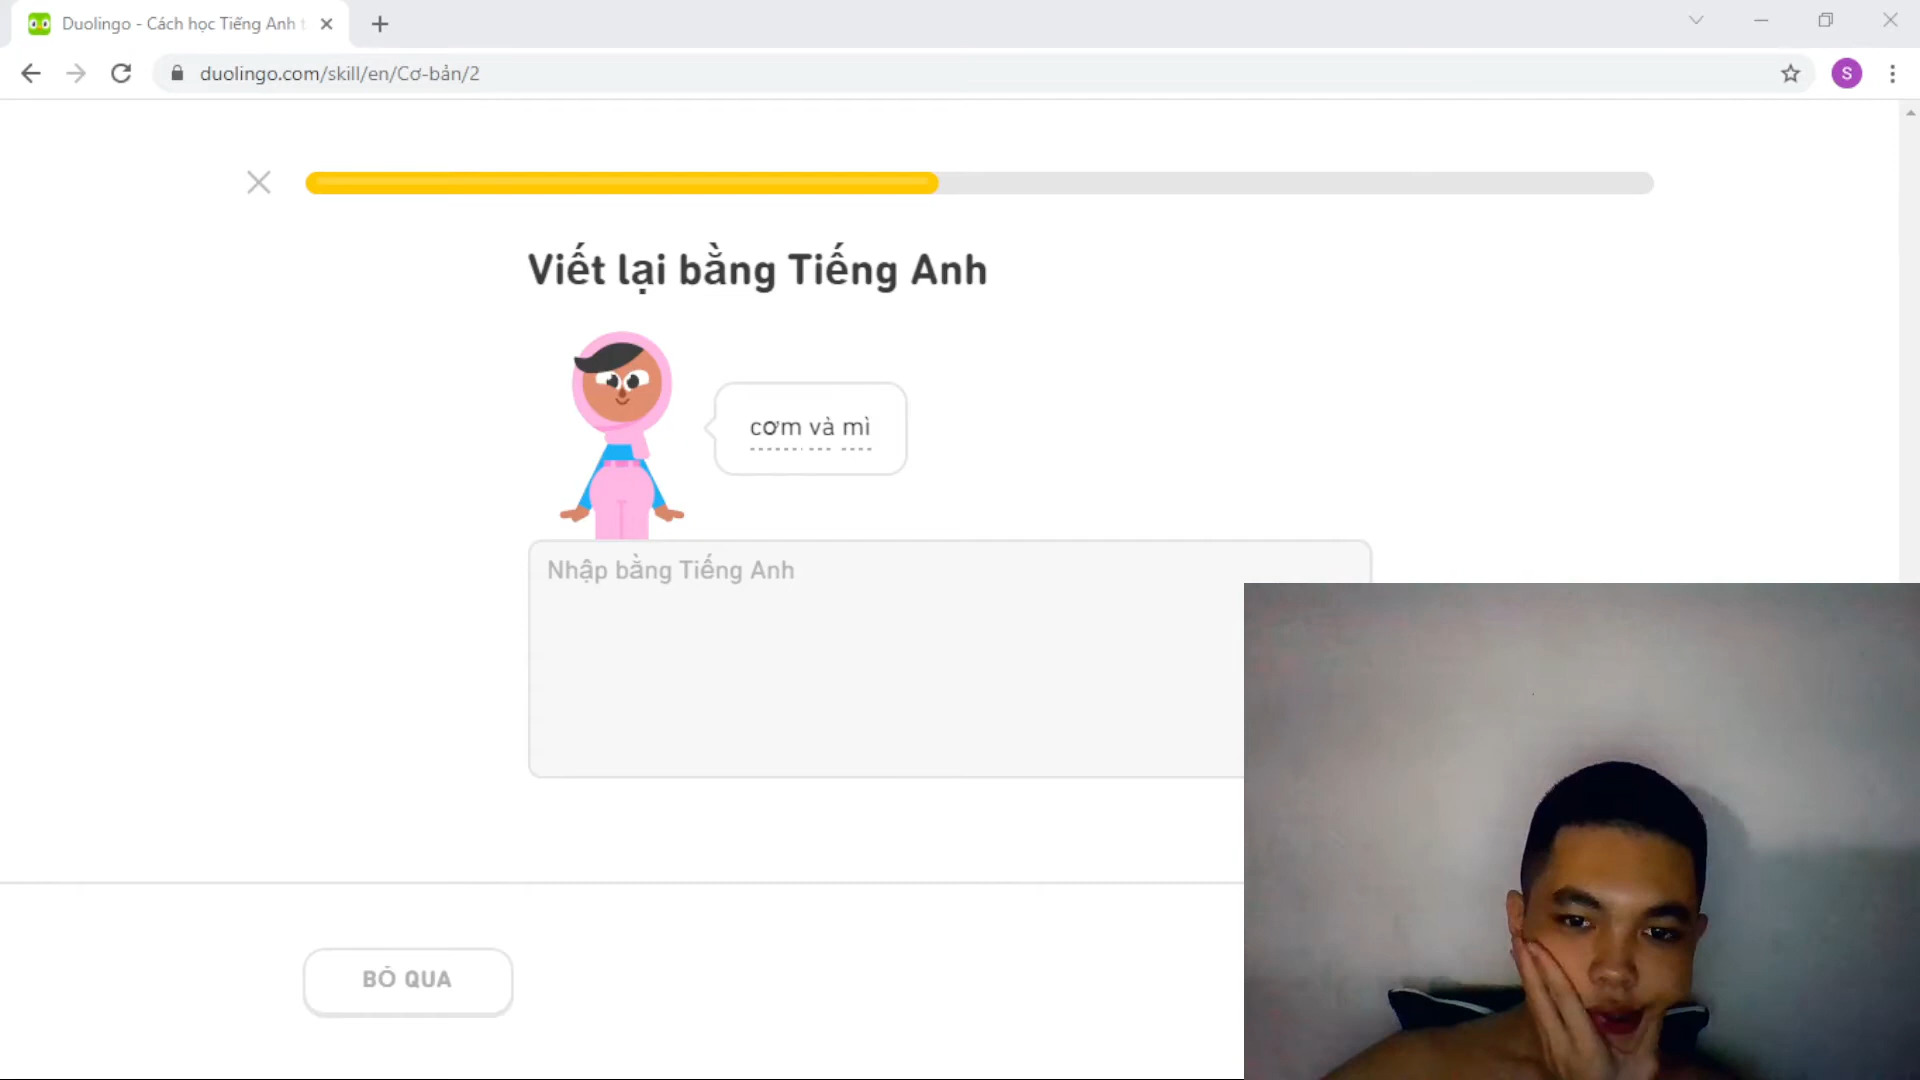 Duolingo - Cách học Tiếng Anh t
duolingo.com/skill/en/Cơ-bản/2
S
Viết lại bằng Tiếng Anh
cơm và mì
Nhập bằng Tiếng Anh
BỎ QUA